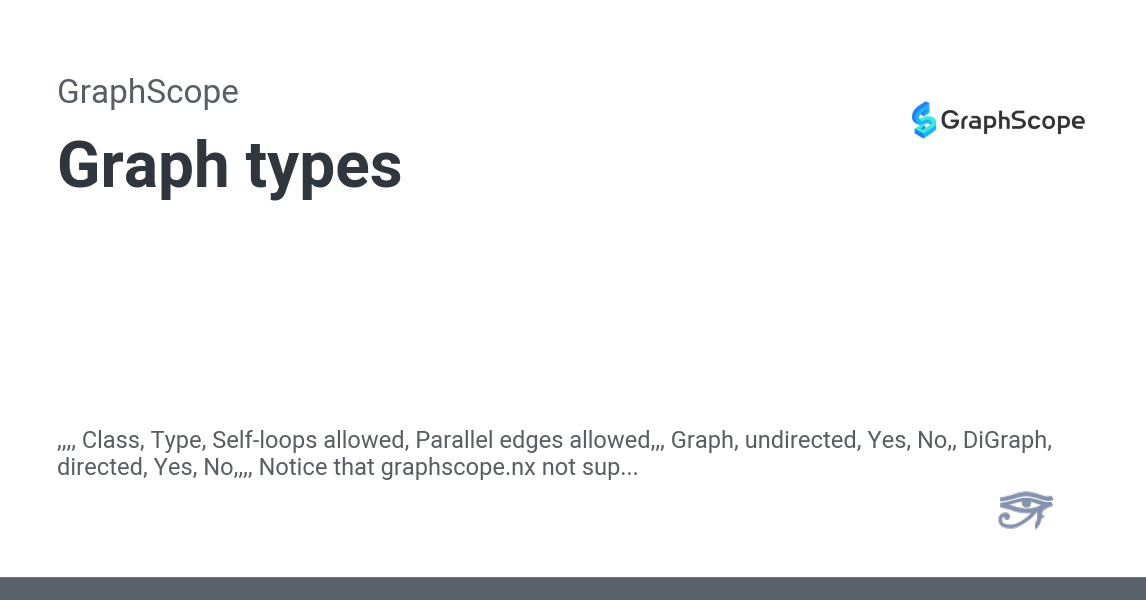 GraphScope
GraphScope
Graph types
,,,, Class, Type, Self-loops allowed, Parallel edges allowed,,, Graph, undirected, Yes, No,, DiGraph,
directed, Yes, No,,,, Notice that graphscope.nx not sup...